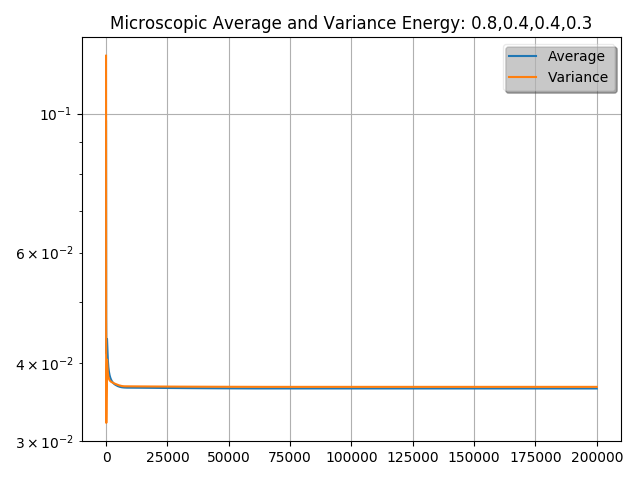 Microscopic Average and Variance Energy: 0.8,0.4,0.4,0.3
Average
Variance
10⁻¹
6 × 10⁻²
4 × 10⁻²
3 × 10⁻²
0 25000 50000 75000 100000 125000 150000 175000 200000